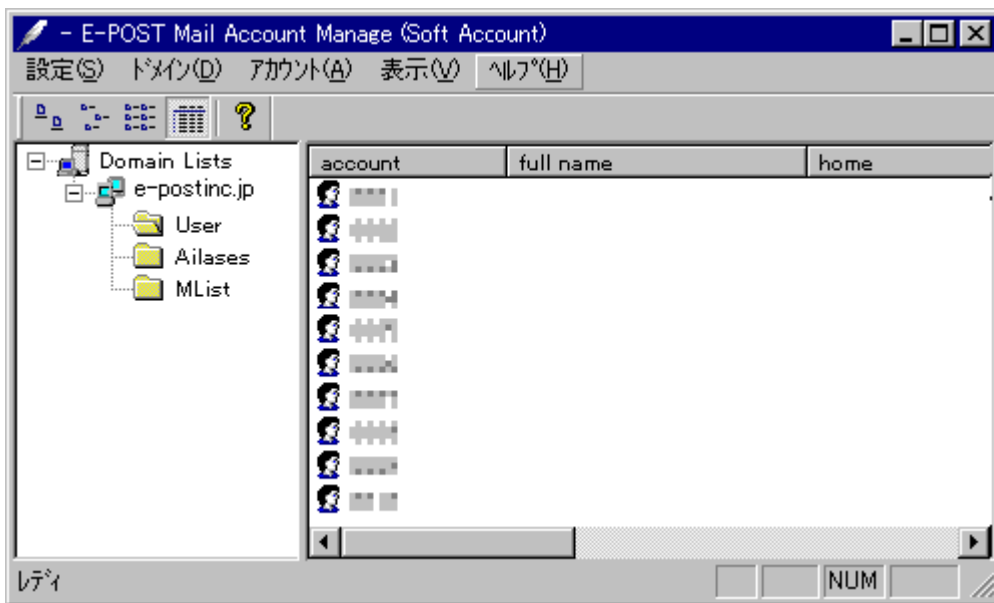 - E-POST Mail Account Manage (Soft Account)
設定(S) ﾄﾞﾒｲﾝ(D) ｱｶｳﾝﾄ(A) 表示(V) ﾍﾙﾌﾟ(H)
Domain Lists
e-postinc.jp
User
Ailases
MList
account full name home
ﾚﾃﾞｨ NUM